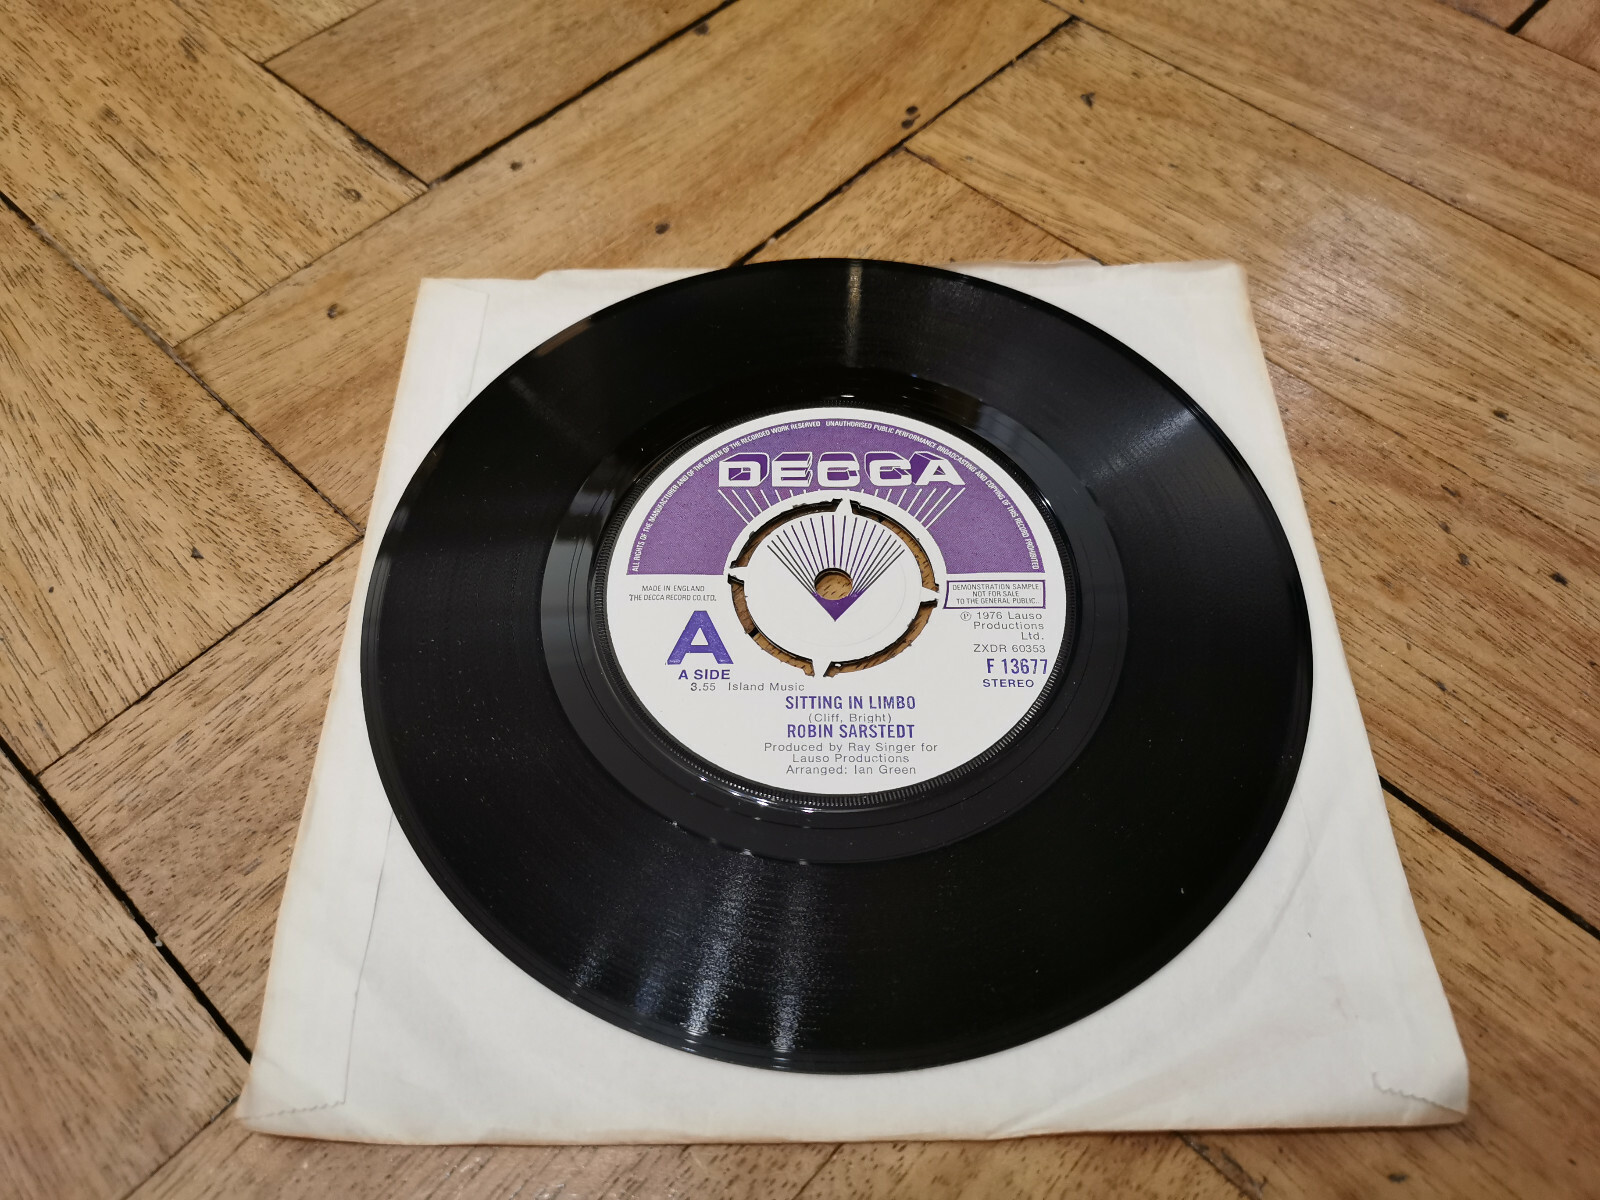 ALL RIGHTS OF THE MANUFACTURER AND OF THE OWNER OF THE RECORDED WORK RESERVED UNAUTHORISED PUBLIC PERFORMANCE BROADCASTING AND COPYING OF THIS RECORD PROHIBITED
DECCA
MADE IN ENGLAND
THE DECCA RECORD CO. LTD.
DEMONSTRATION SAMPLE
NOT FOR SALE
TO THE GENERAL PUBLIC.
℗ 1976 Lauso
Productions
Ltd.
ZXDR 60353
F 13677
STEREO
A
A SIDE
3.55 Island Music
SITTING IN LIMBO
(Cliff, Bright)
ROBIN SARSTEDT
Produced by Ray Singer for
Lauso Productions
Arranged: Ian Green